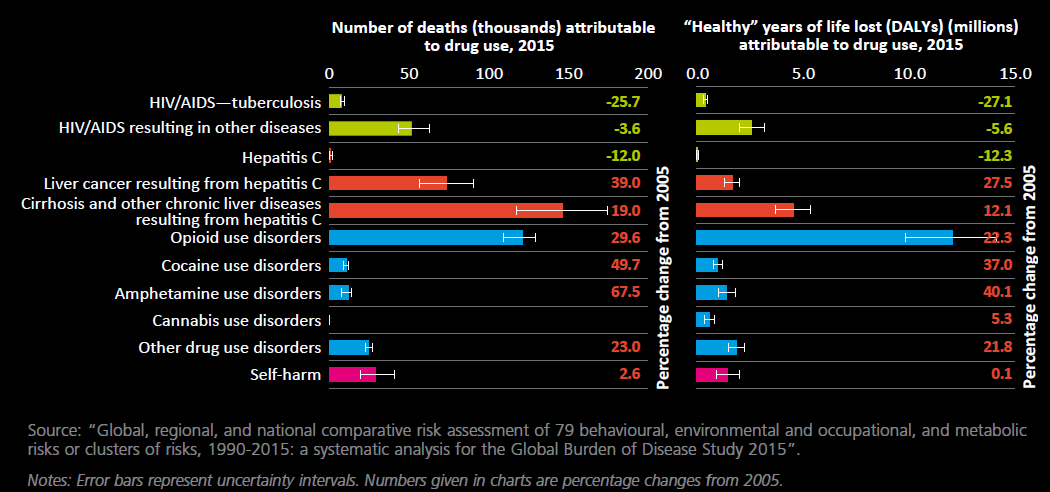 Number of deaths (thousands) attributable
to drug use, 2015
“Healthy” years of life lost (DALYs) (millions)
attributable to drug use, 2015
0 50 100 150 200
0.0 5.0 10.0 15.0
HIV/AIDS—tuberculosis -25.7 -27.1
HIV/AIDS resulting in other diseases -3.6 -5.6
Hepatitis C -12.0 -12.3
Liver cancer resulting from hepatitis C 39.0 27.5
Cirrhosis and other chronic liver diseases
resulting from hepatitis C 19.0 12.1
Opioid use disorders 29.6 22.3
Cocaine use disorders 49.7 37.0
Amphetamine use disorders 67.5 40.1
Cannabis use disorders 5.3
Other drug use disorders 23.0 21.8
Self-harm 2.6 0.1
Percentage change from 2005
Percentage change from 2005
Source: “Global, regional, and national comparative risk assessment of 79 behavioural, environmental and occupational, and metabolic
risks or clusters of risks, 1990-2015: a systematic analysis for the Global Burden of Disease Study 2015”.
Notes: Error bars represent uncertainty intervals. Numbers given in charts are percentage changes from 2005.